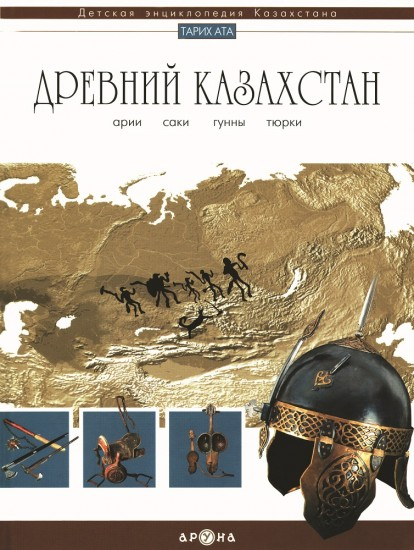 Детская энциклопедия Казахстана
ТАРИХ АТА
ДРЕВНИЙ КАЗАХСТАН
арии саки гунны тюрки
аруна